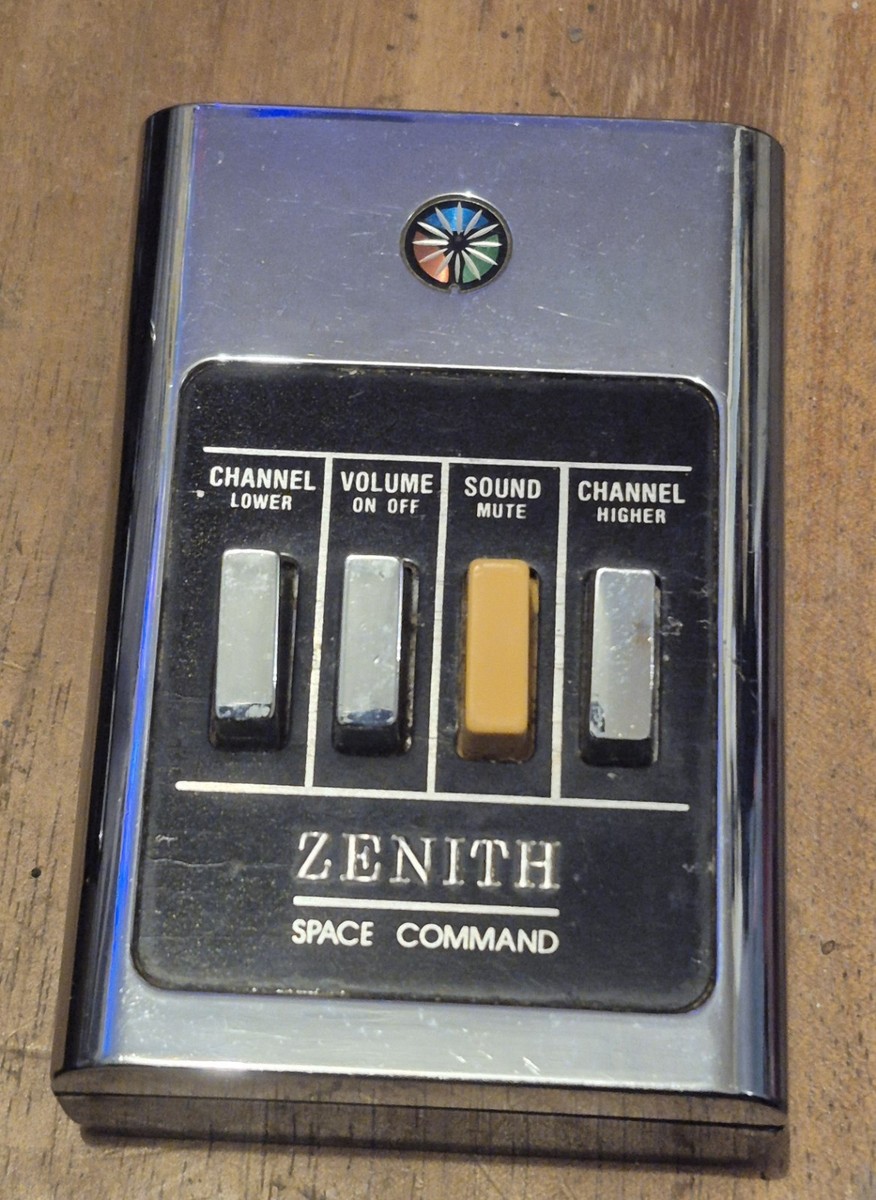 CHANNEL
LOWER
VOLUME
ON OFF
SOUND
MUTE
CHANNEL
HIGHER
ZENITH
SPACE COMMAND